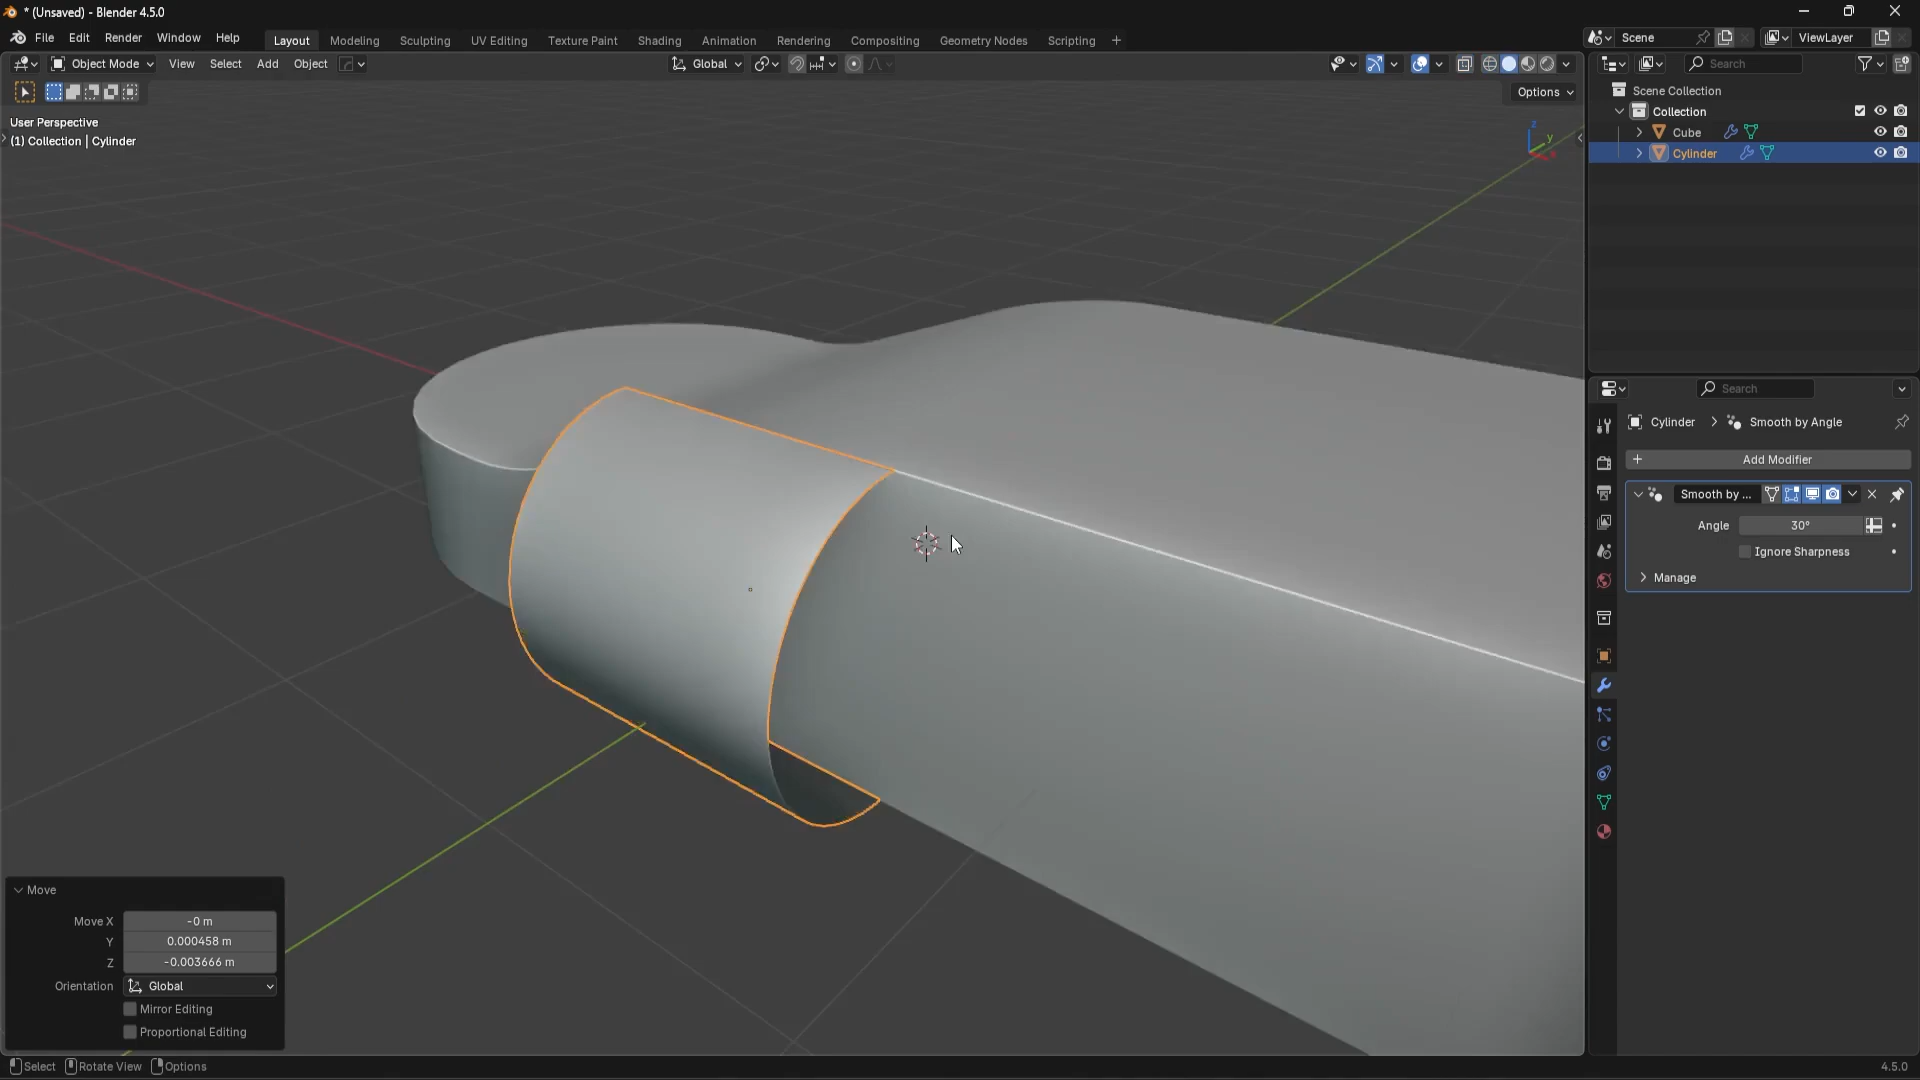 * (Unsaved) - Blender 4.5.0
File Edit Render Window Help
Layout Modeling Sculpting UV Editing Texture Paint Shading Animation Rendering Compositing Geometry Nodes Scripting +
Scene
ViewLayer
Object Mode View Select Add Object
Global
Search
Options
User Perspective
(1) Collection | Cylinder
z
y
x
Scene Collection
Collection
Cube
Cylinder
Search
Cylinder > Smooth by Angle
+ Add Modifier
Smooth by ...
Angle 30°
Ignore Sharpness
Manage
Move
Move X -0 m
Y 0.000458 m
Z -0.003666 m
Orientation Global
Mirror Editing
Proportional Editing
Select Rotate View Options
4.5.0